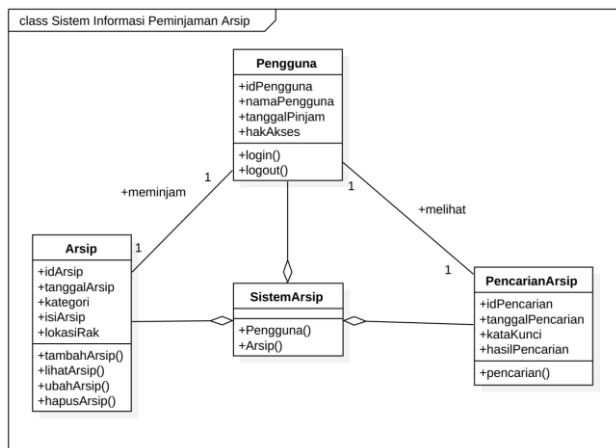 class Sistem Informasi Peminjaman Arsip
Pengguna
+idPengguna
+namaPengguna
+tanggalPinjam
+hakAkses
+login()
+logout()
1
1
+meminjam
+melihat
1
1
Arsip
+idArsip
+tanggalArsip
+kategori
+isiArsip
+lokasiRak
+tambahArsip()
+lihatArsip()
+ubahArsip()
+hapusArsip()
SistemArsip
+Pengguna()
+Arsip()
PencarianArsip
+idPencarian
+tanggalPencarian
+kataKunci
+hasilPencarian
+pencarian()